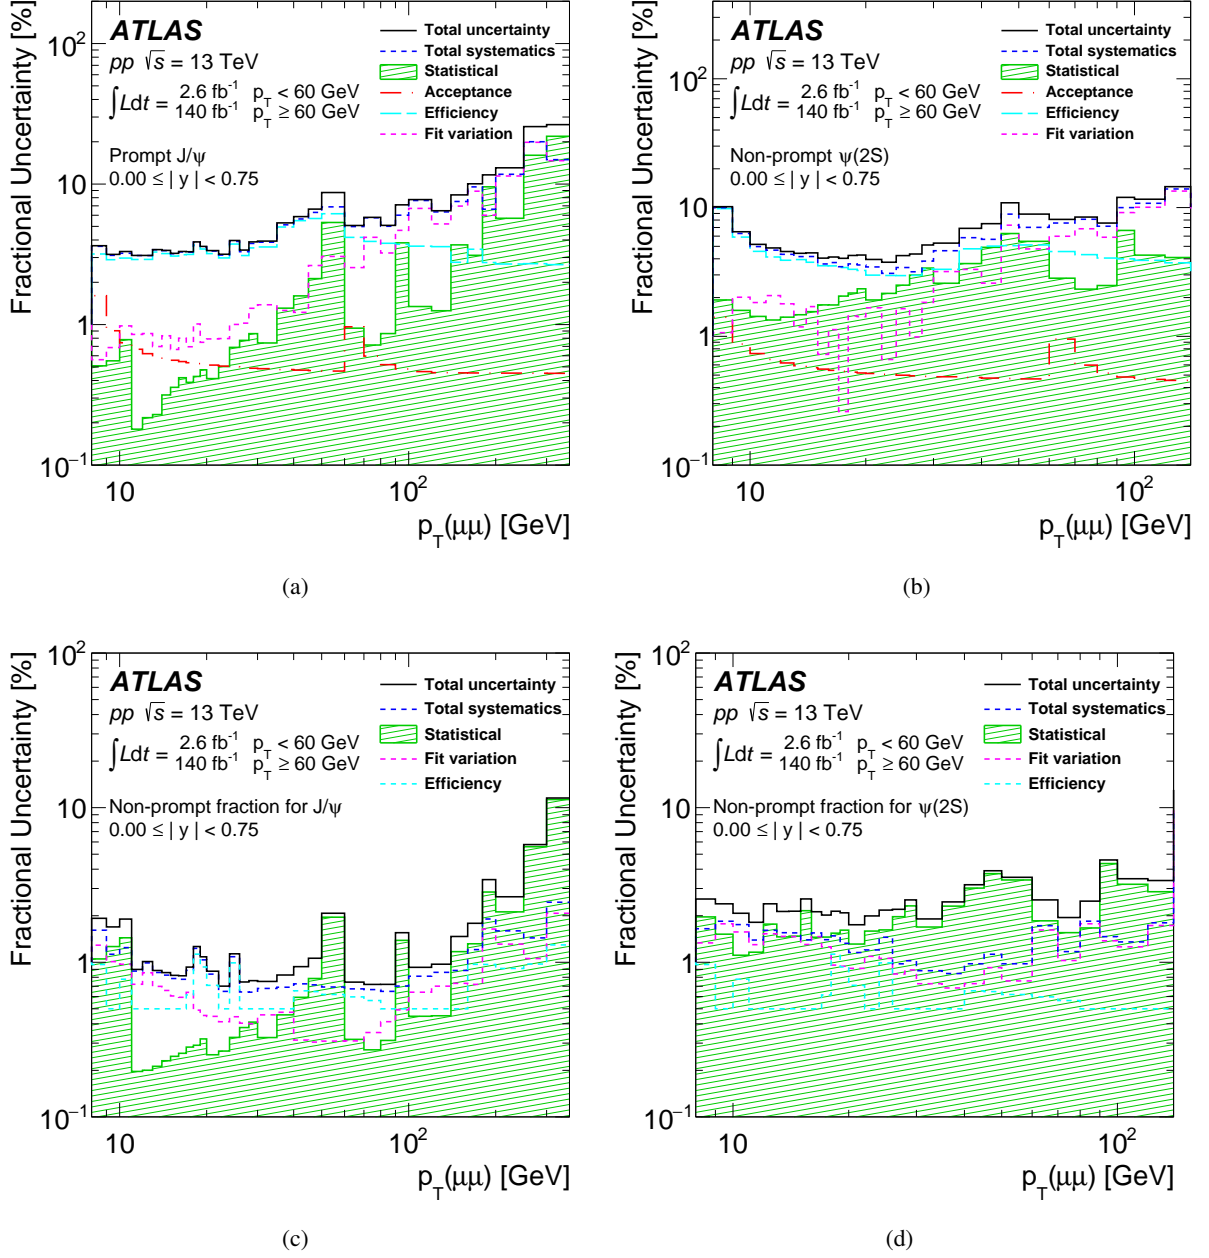 Fractional Uncertainty [%]
10²
10
1
10⁻¹
ATLAS
pp √s = 13 TeV
∫Ldt = 2.6 fb⁻¹ p_T < 60 GeV
140 fb⁻¹ p_T ≥ 60 GeV
Prompt J/ψ
0.00 ≤ | y | < 0.75
Total uncertainty
Total systematics
Statistical
Acceptance
Efficiency
Fit variation
10
10²
p_T(μμ) [GeV]
(a)
Fractional Uncertainty [%]
10²
10
1
10⁻¹
ATLAS
pp √s = 13 TeV
∫Ldt = 2.6 fb⁻¹ p_T < 60 GeV
140 fb⁻¹ p_T ≥ 60 GeV
Non-prompt ψ(2S)
0.00 ≤ | y | < 0.75
Total uncertainty
Total systematics
Statistical
Acceptance
Efficiency
Fit variation
10
10²
p_T(μμ) [GeV]
(b)
Fractional Uncertainty [%]
10²
10
1
10⁻¹
ATLAS
pp √s = 13 TeV
∫Ldt = 2.6 fb⁻¹ p_T < 60 GeV
140 fb⁻¹ p_T ≥ 60 GeV
Non-prompt fraction for J/ψ
0.00 ≤ | y | < 0.75
Total uncertainty
Total systematics
Statistical
Fit variation
Efficiency
10
10²
p_T(μμ) [GeV]
(c)
Fractional Uncertainty [%]
10²
10
1
10⁻¹
ATLAS
pp √s = 13 TeV
∫Ldt = 2.6 fb⁻¹ p_T < 60 GeV
140 fb⁻¹ p_T ≥ 60 GeV
Non-prompt fraction for ψ(2S)
0.00 ≤ | y | < 0.75
Total uncertainty
Total systematics
Statistical
Fit variation
Efficiency
10
10²
p_T(μμ) [GeV]
(d)